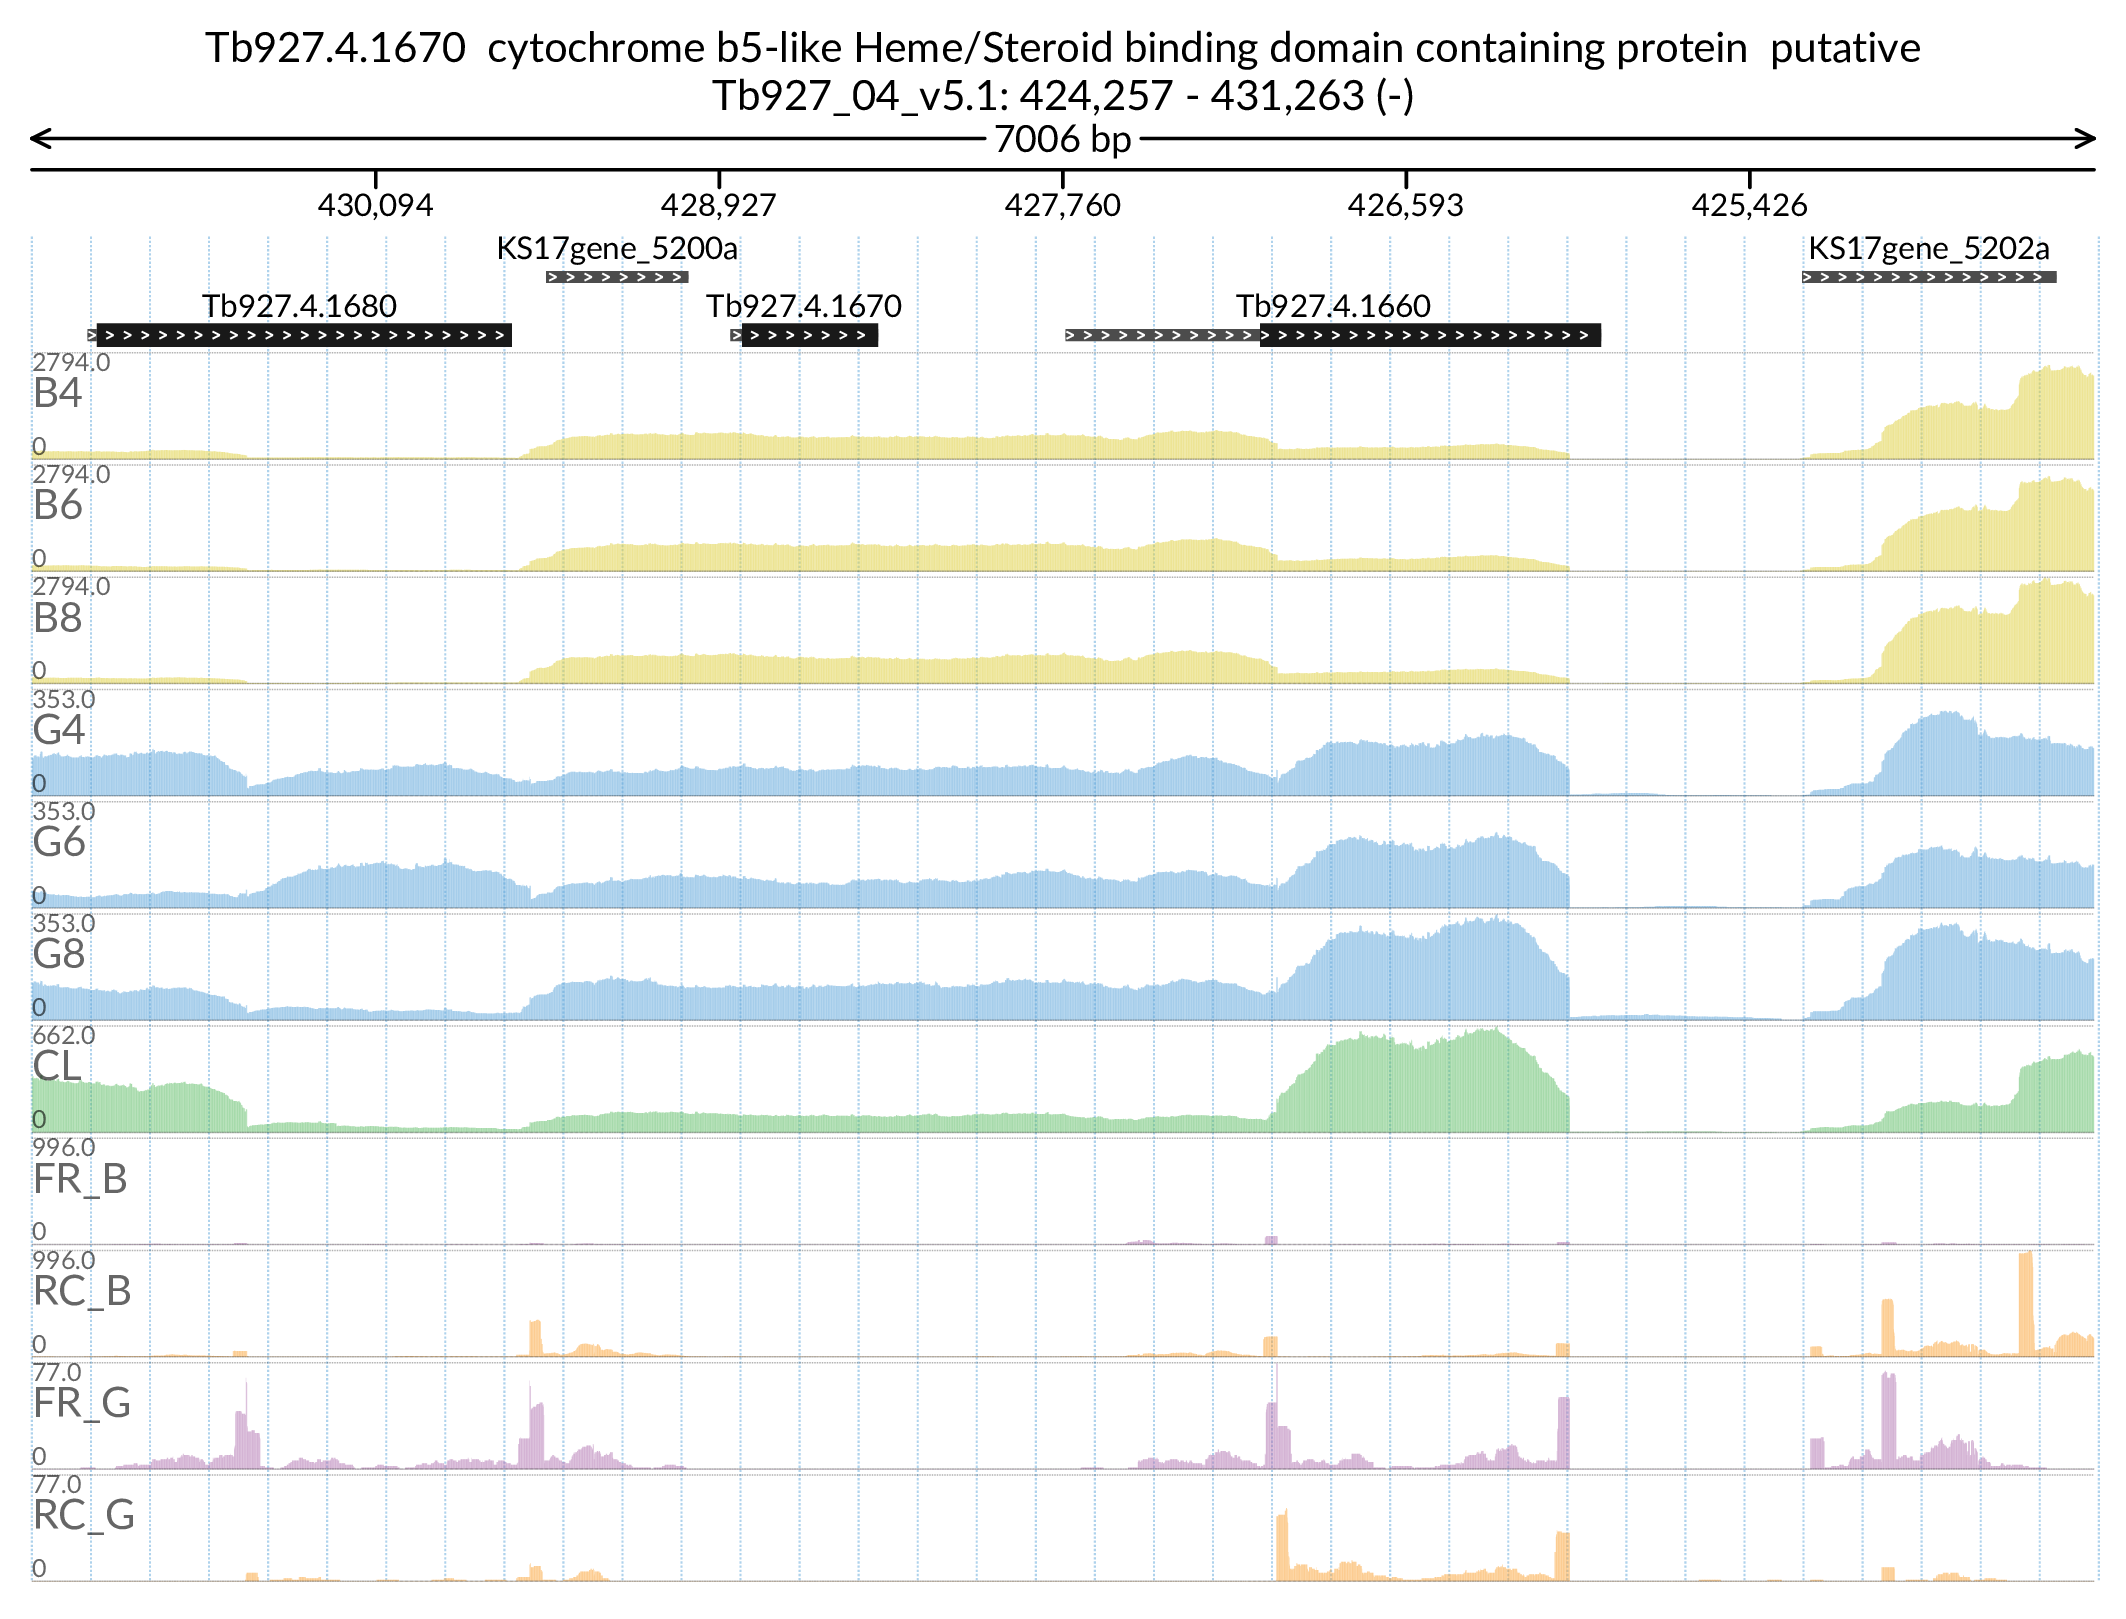 Tb927.4.1670  cytochrome b5-like Heme/Steroid binding domain containing protein  putative
Tb927_04_v5.1: 424,257 - 431,263 (-)
7006 bp
430,094 428,927 427,760 426,593 425,426
KS17gene_5200a KS17gene_5202a
Tb927.4.1680 Tb927.4.1670 Tb927.4.1660
2794.0
B4
0
2794.0
B6
0
2794.0
B8
0
353.0
G4
0
353.0
G6
0
353.0
G8
0
662.0
CL
0
996.0
FR_B
0
996.0
RC_B
0
77.0
FR_G
0
77.0
RC_G
0